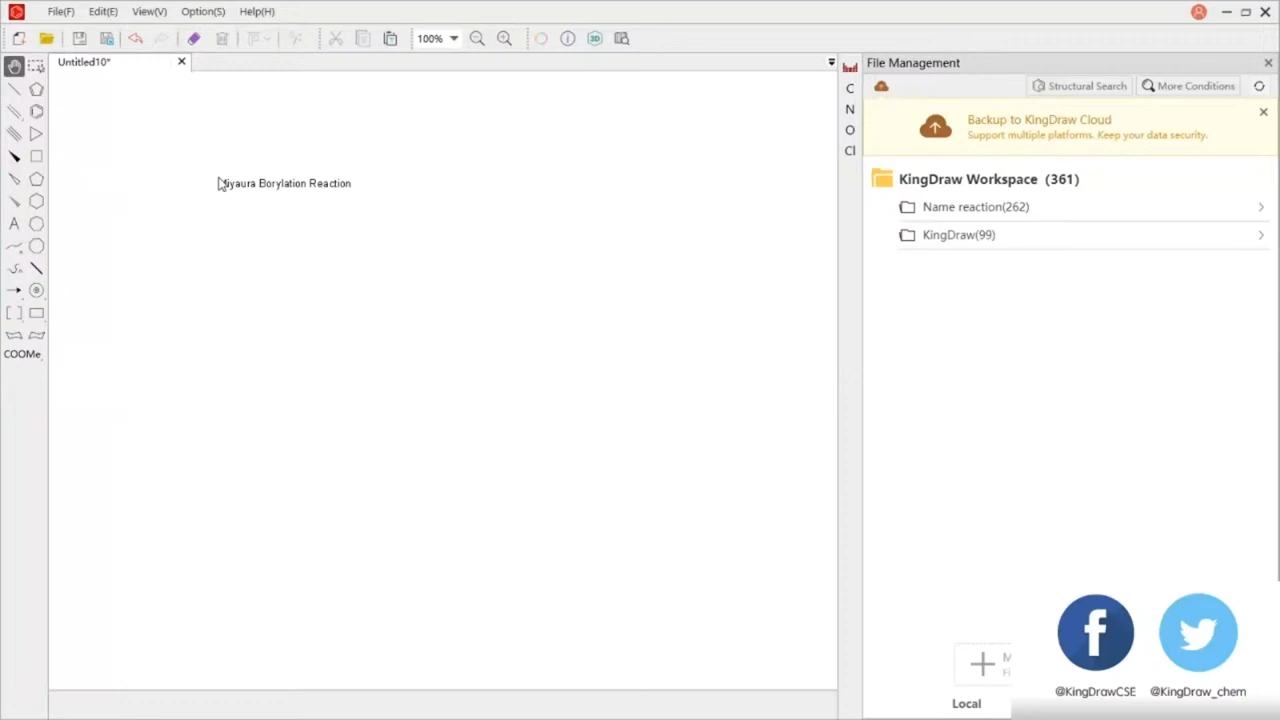 File(F) Edit(E) View(V) Option(S) Help(H)
100%
Untitled10*
File Management
Structural Search More Conditions
Backup to KingDraw Cloud
Support multiple platforms. Keep your data security.
KingDraw Workspace (361)
Name reaction(262)
KingDraw(99)
C
N
O
Cl
3D
A
COOMe
Borylation Reaction
Local
@KingDrawCSE @KingDraw_chem